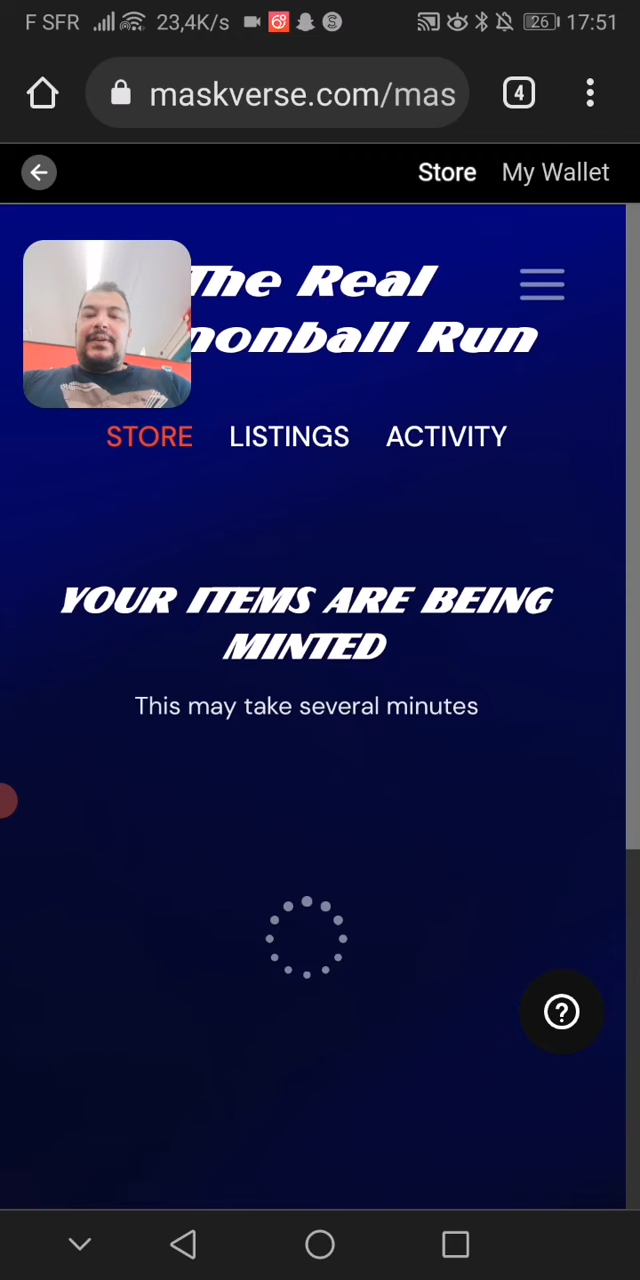 F SFR 23,4K/s 26 17:51
maskverse.com/mas 4
Store My Wallet
The Real
nonball Run
STORE LISTINGS ACTIVITY
YOUR ITEMS ARE BEING
MINTED
This may take several minutes
?